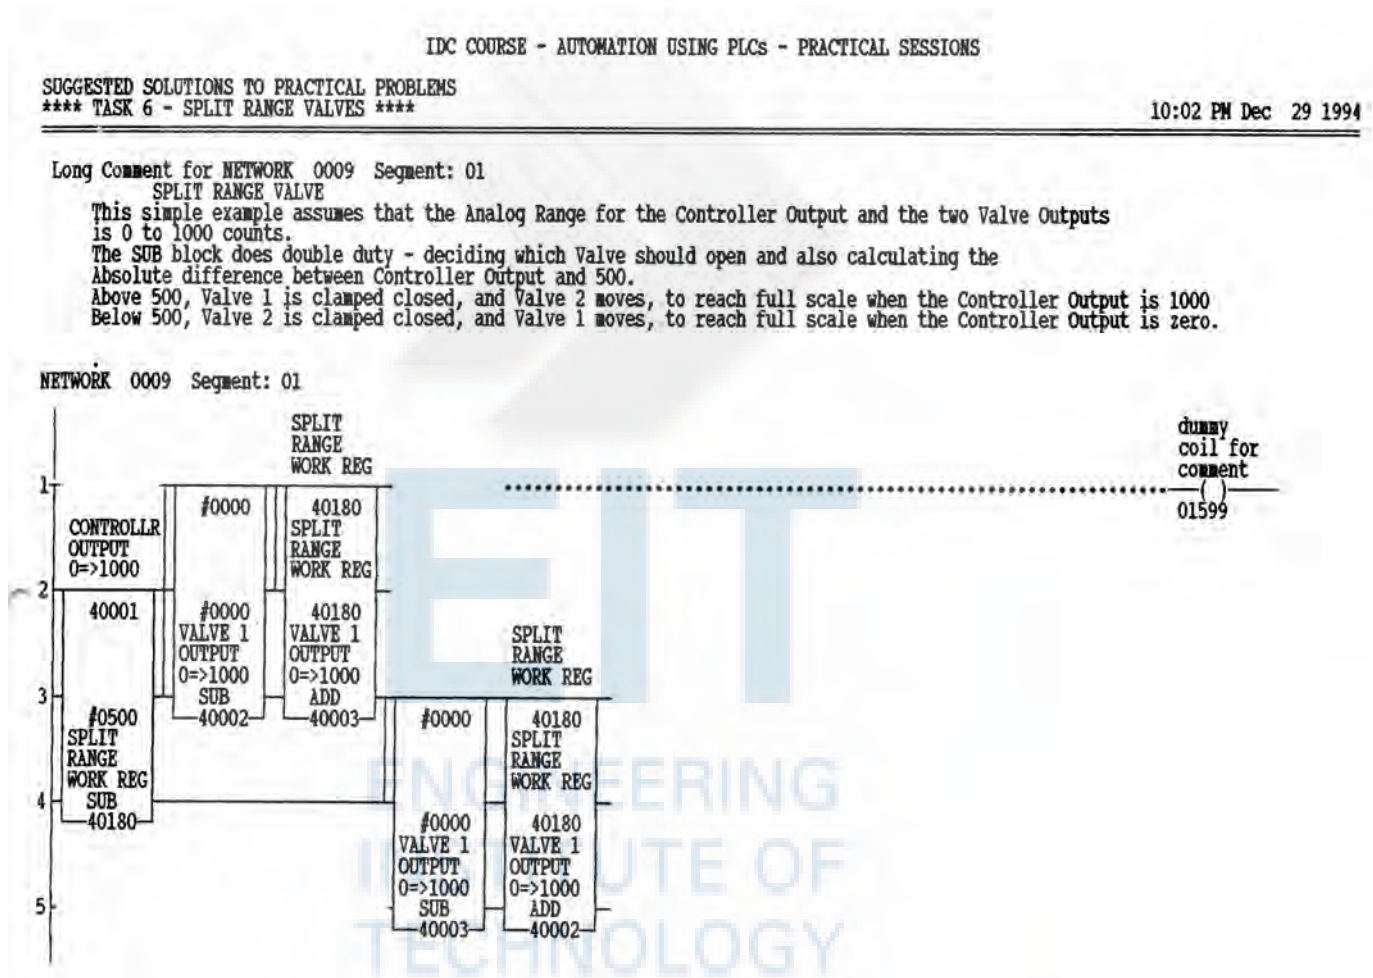 IDC COURSE - AUTOMATION USING PLCs - PRACTICAL SESSIONS
SUGGESTED SOLUTIONS TO PRACTICAL PROBLEMS
**** TASK 6 - SPLIT RANGE VALVES ****
10:02 PM Dec 29 1994
Long Comment for NETWORK 0009 Segment: 01
SPLIT RANGE VALVE
This simple example assumes that the Analog Range for the Controller Output and the two Valve Outputs
is 0 to 1000 counts.
The SUB block does double duty - deciding which Valve should open and also calculating the
Absolute difference between Controller Output and 500.
Above 500, Valve 1 is clamped closed, and Valve 2 moves, to reach full scale when the Controller Output is 1000
Below 500, Valve 2 is clamped closed, and Valve 1 moves, to reach full scale when the Controller Output is zero.
NETWORK 0009 Segment: 01
SPLIT
RANGE
WORK REG
dummy
coil for
comment
1
( )
01599
CONTROLLR
OUTPUT
0=>1000
#0000
40180
SPLIT
RANGE
WORK REG
2
40001
#0000
VALVE 1
OUTPUT
0=>1000
SUB
40002
40180
VALVE 1
OUTPUT
0=>1000
ADD
40003
SPLIT
RANGE
WORK REG
3
#0500
SPLIT
RANGE
WORK REG
SUB
40180
#0000
40180
SPLIT
RANGE
WORK REG
4
#0000
VALVE 1
OUTPUT
0=>1000
SUB
40003
40180
VALVE 1
OUTPUT
0=>1000
ADD
40002
5
EIT
ENGINEERING
INSTITUTE OF
TECHNOLOGY